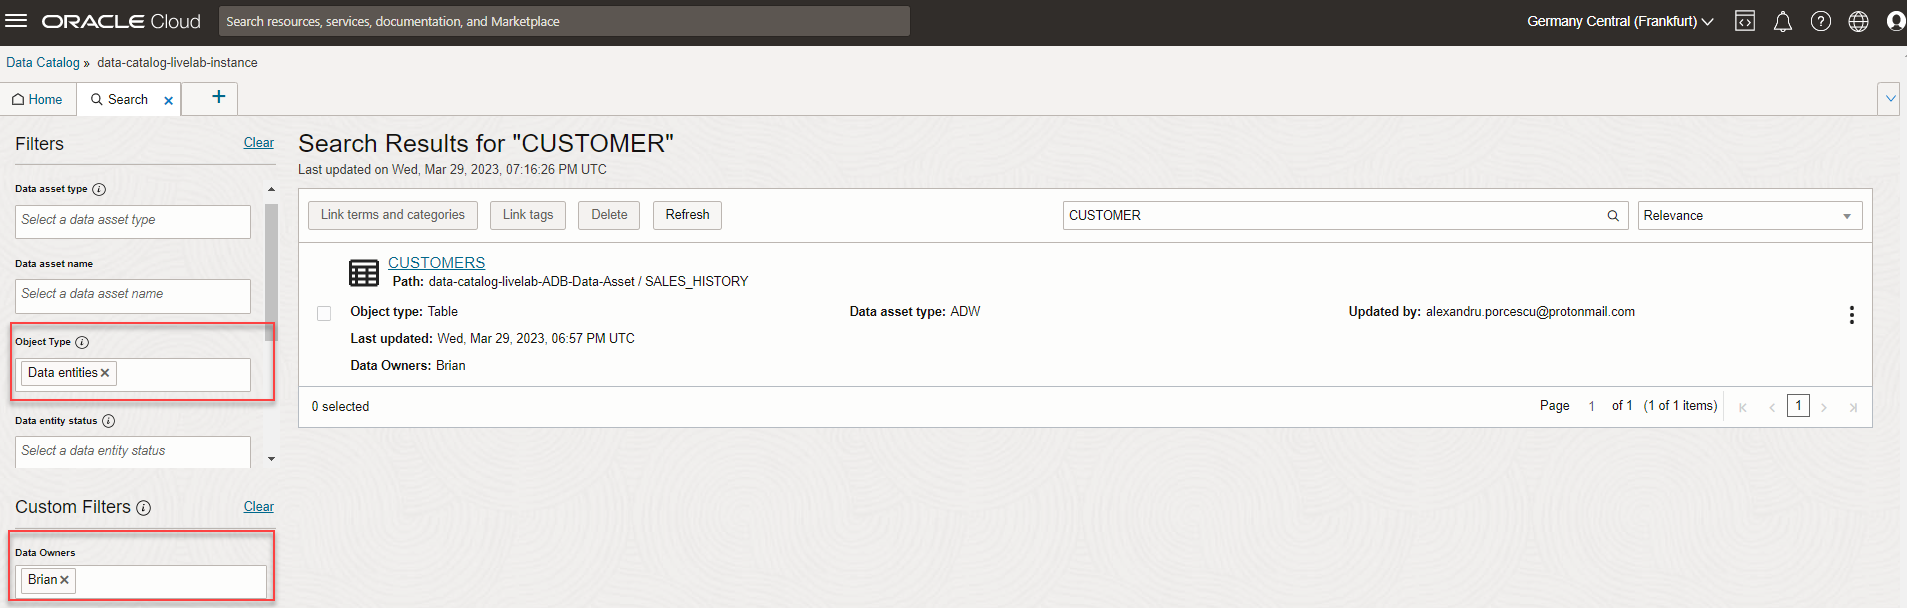 ORACLE Cloud
Search resources, services, documentation, and Marketplace
Germany Central (Frankfurt)
Data Catalog » data-catalog-livelab-instance
Home
Search
Filters
Clear
Data asset type
Select a data asset type
Data asset name
Select a data asset name
Object Type
Data entities
Data entity status
Select a data entity status
Custom Filters
Clear
Data Owners
Brian
Search Results for "CUSTOMER"
Last updated on Wed, Mar 29, 2023, 07:16:26 PM UTC
Link terms and categories
Link tags
Delete
Refresh
CUSTOMER
Relevance
CUSTOMERS
Path: data-catalog-livelab-ADB-Data-Asset / SALES_HISTORY
Object type: Table
Data asset type: ADW
Updated by: alexandru.porcescu@protonmail.com
Last updated: Wed, Mar 29, 2023, 06:57 PM UTC
Data Owners: Brian
0 selected
Page 1 of 1 (1 of 1 items) 1